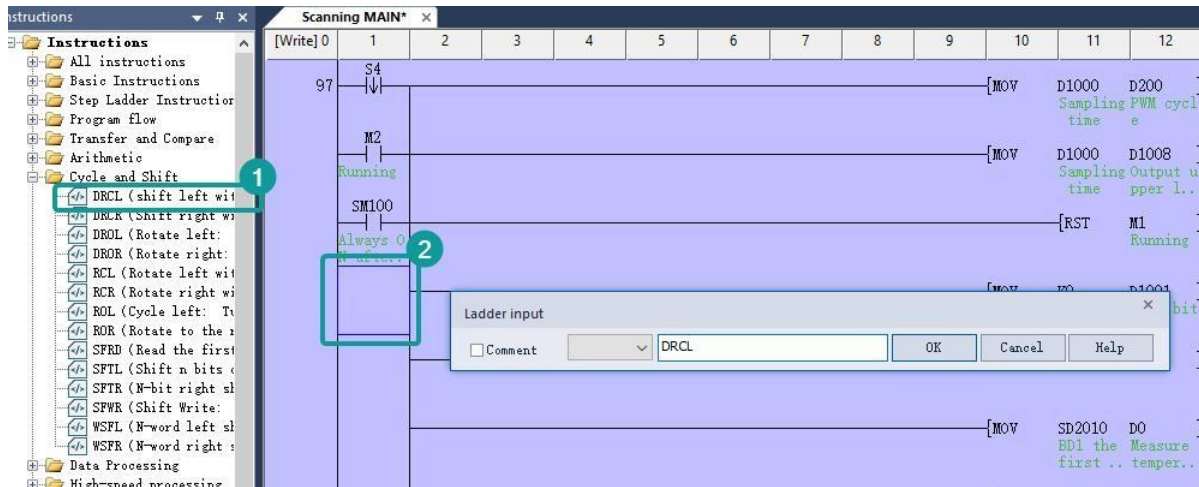 nstructions
Instructions
All instructions
Basic Instructions
Step Ladder Instruction
Program flow
Transfer and Compare
Arithmetic
Cycle and Shift
DRCL (shift left wit
DRCR (Shift right wi
DROL (Rotate left:
DROR (Rotate right:
RCL (Rotate left wit
RCR (Rotate right wi
ROL (Cycle left: Tu
ROR (Rotate to the r
SFRD (Read the first
SFTL (Shift n bits o
SFTR (N-bit right sh
SFWR (Shift Write:
WSFL (N-word left sh
WSFR (N-word right s
Data Processing
High-speed processing
1
Scanning MAIN*
[Write] 0 1 2 3 4 5 6 7 8 9 10 11 12
97 S4 [MOV D1000 D200
Sampling PWM cycl
time e
M2 [MOV D1000 D1008
Running Sampling Output u
time pper l..
SM100 [RST M1
Always O Running
N afte..
2
[MOV K0 D1001
bit
Ladder input
Comment DRCL OK Cancel Help
[MOV SD2010 D0
BD1 the Measure
first .. temper..